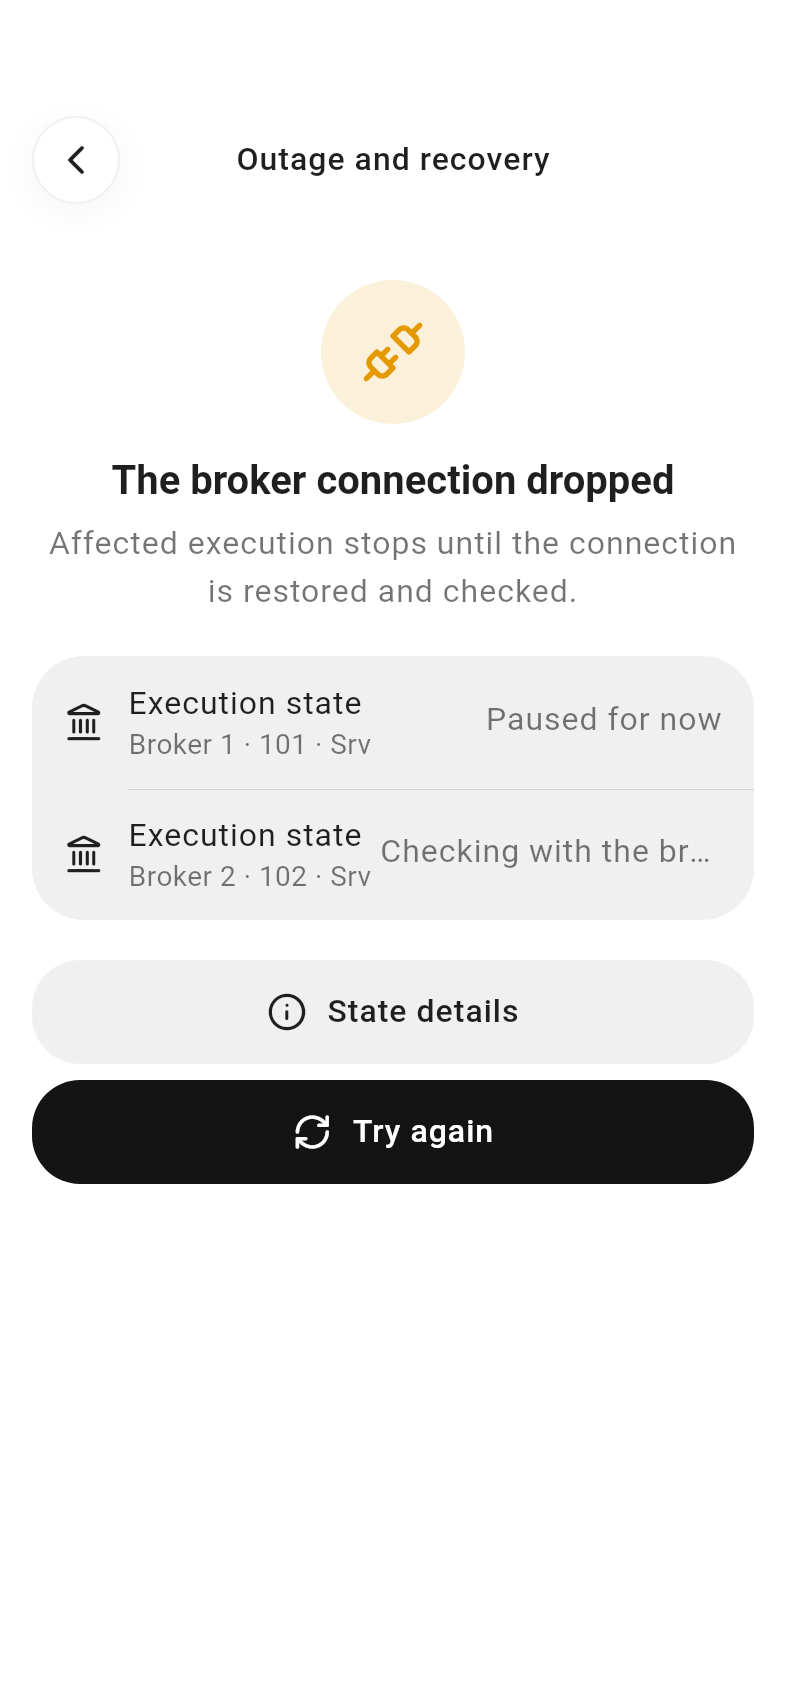 Outage and recovery
The broker connection dropped
Affected execution stops until the connection
is restored and checked.
Execution state
Broker 1 · 101 · Srv
Paused for now
Execution state
Broker 2 · 102 · Srv
Checking with the br…
State details
Try again